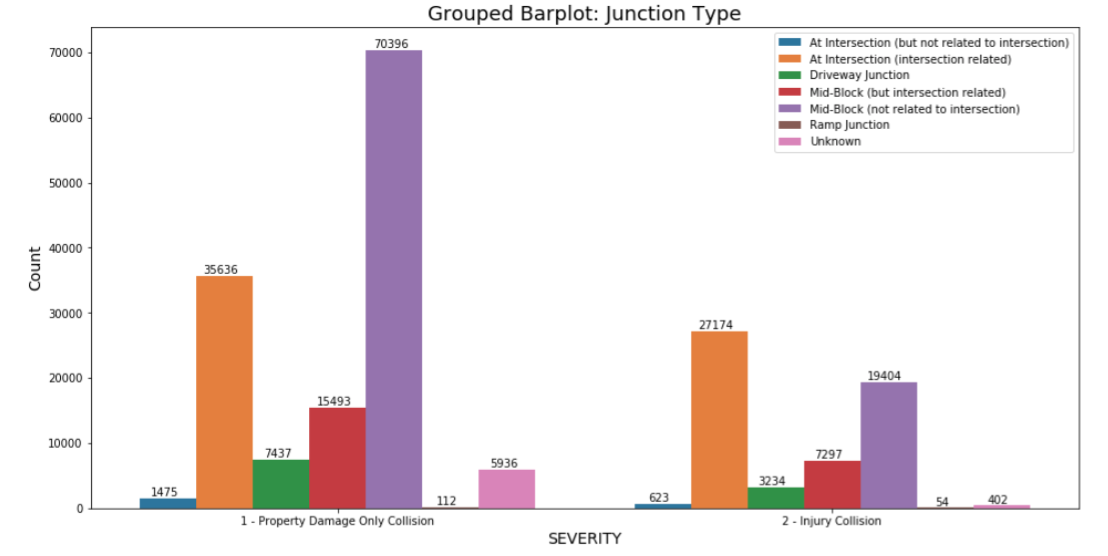 Grouped Barplot: Junction Type
At Intersection (but not related to intersection)
At Intersection (intersection related)
Driveway Junction
Mid-Block (but intersection related)
Mid-Block (not related to intersection)
Ramp Junction
Unknown
Count
70000
60000
50000
40000
30000
20000
10000
0
1475
35636
7437
15493
70396
112
5936
623
27174
3234
7297
19404
54
402
1 - Property Damage Only Collision
2 - Injury Collision
SEVERITY